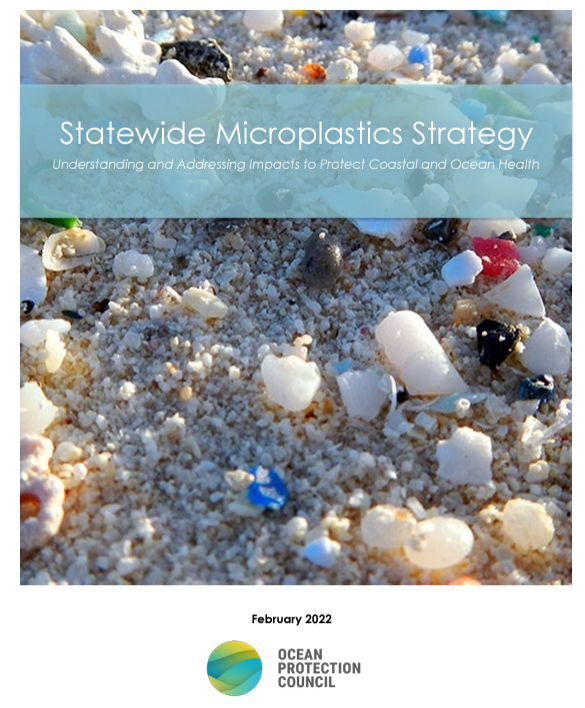 Statewide Microplastics Strategy
Understanding and Addressing Impacts to Protect Coastal and Ocean Health
February 2022
OCEAN
PROTECTION
COUNCIL